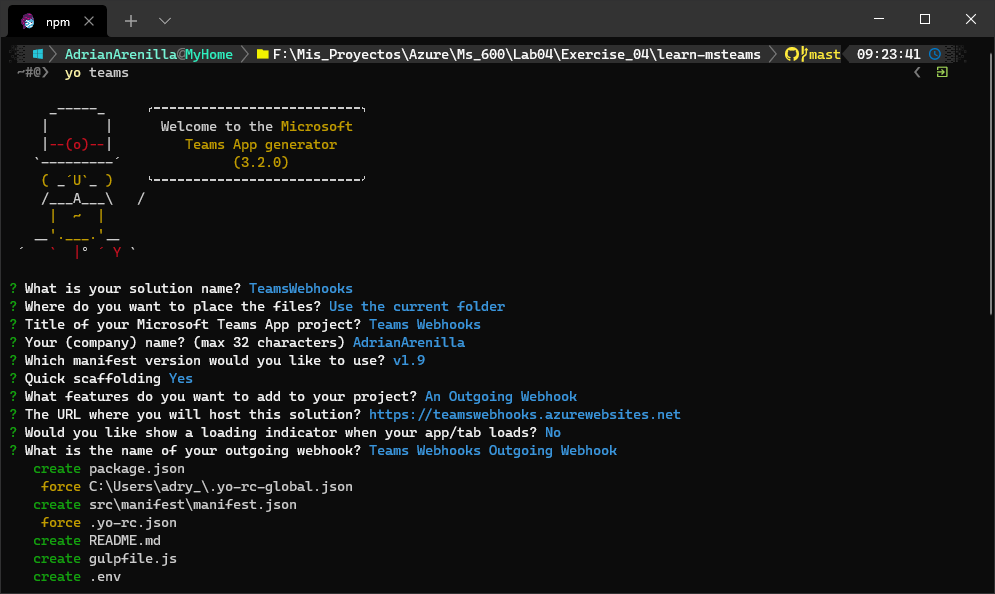 npm
AdrianArenilla@MyHome F:\Mis_Proyectos\Azure\Ms_600\Lab04\Exercise_04\learn-msteams mast 09:23:41
~#@❯ yo teams
Welcome to the Microsoft
Teams App generator
(3.2.0)
? What is your solution name? TeamsWebhooks
? Where do you want to place the files? Use the current folder
? Title of your Microsoft Teams App project? Teams Webhooks
? Your (company) name? (max 32 characters) AdrianArenilla
? Which manifest version would you like to use? v1.9
? Quick scaffolding Yes
? What features do you want to add to your project? An Outgoing Webhook
? The URL where you will host this solution? https://teamswebhooks.azurewebsites.net
? Would you like show a loading indicator when your app/tab loads? No
? What is the name of your outgoing webhook? Teams Webhooks Outgoing Webhook
create package.json
force C:\Users\adry_\.yo-rc-global.json
create src\manifest\manifest.json
force .yo-rc.json
create README.md
create gulpfile.js
create .env